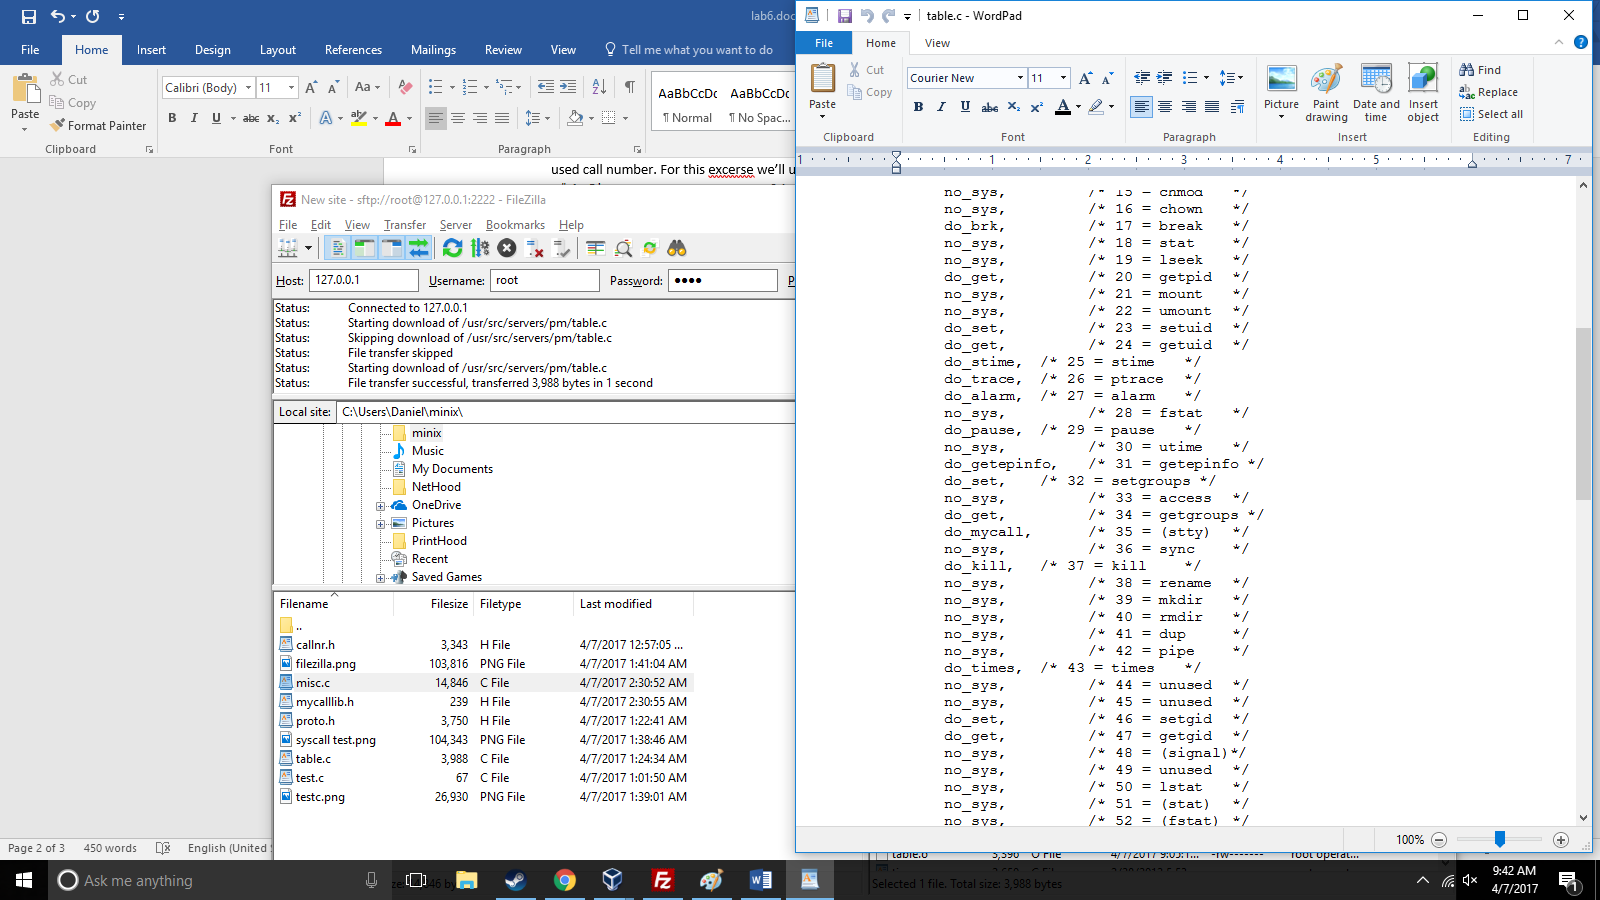 lab6.doc
File Home Insert Design Layout References Mailings Review View Tell me what you want to do
Paste
Cut
Copy
Format Painter
Clipboard
Calibri (Body) 11
Font
Paragraph
AaBbCcDc AaBbCcDc
¶ Normal ¶ No Spac...
used call number. For this excerse we'll u
New site - sftp://root@127.0.0.1:2222 - FileZilla
File Edit View Transfer Server Bookmarks Help
Host: 127.0.0.1 Username: root Password: ●●●● P
Status: Connected to 127.0.0.1
Status: Starting download of /usr/src/servers/pm/table.c
Status: Skipping download of /usr/src/servers/pm/table.c
Status: File transfer skipped
Status: Starting download of /usr/src/servers/pm/table.c
Status: File transfer successful, transferred 3,988 bytes in 1 second
Local site: C:\Users\Daniel\minix\
minix
Music
My Documents
NetHood
OneDrive
Pictures
PrintHood
Recent
Saved Games
Filename Filesize Filetype Last modified
..
callnr.h 3,343 H File 4/7/2017 12:57:05 ...
filezilla.png 103,816 PNG File 4/7/2017 1:41:04 AM
misc.c 14,846 C File 4/7/2017 2:30:52 AM
mycalllib.h 239 H File 4/7/2017 2:30:55 AM
proto.h 3,750 H File 4/7/2017 1:22:41 AM
syscall test.png 104,343 PNG File 4/7/2017 1:38:46 AM
table.c 3,988 C File 4/7/2017 1:24:34 AM
test.c 67 C File 4/7/2017 1:01:50 AM
testc.png 26,930 PNG File 4/7/2017 1:39:01 AM
Page 2 of 3 450 words English (United
table.c - WordPad
File Home View
Paste
Cut
Copy
Clipboard
Courier New 11
Font
Paragraph
Picture
Paint drawing
Date and time
Insert object
Insert
Find
Replace
Select all
Editing
1 1 2 3 4 5 7
no_sys, /* 15 = chmod */
no_sys, /* 16 = chown */
do_brk, /* 17 = break */
no_sys, /* 18 = stat */
no_sys, /* 19 = lseek */
do_get, /* 20 = getpid */
no_sys, /* 21 = mount */
no_sys, /* 22 = umount */
do_set, /* 23 = setuid */
do_get, /* 24 = getuid */
do_stime, /* 25 = stime */
do_trace, /* 26 = ptrace */
do_alarm, /* 27 = alarm */
no_sys, /* 28 = fstat */
do_pause, /* 29 = pause */
no_sys, /* 30 = utime */
do_getepinfo, /* 31 = getepinfo */
do_set, /* 32 = setgroups */
no_sys, /* 33 = access */
do_get, /* 34 = getgroups */
do_mycall, /* 35 = (stty) */
no_sys, /* 36 = sync */
do_kill, /* 37 = kill */
no_sys, /* 38 = rename */
no_sys, /* 39 = mkdir */
no_sys, /* 40 = rmdir */
no_sys, /* 41 = dup */
no_sys, /* 42 = pipe */
do_times, /* 43 = times */
no_sys, /* 44 = unused */
no_sys, /* 45 = unused */
do_set, /* 46 = setgid */
do_get, /* 47 = getgid */
no_sys, /* 48 = (signal)*/
no_sys, /* 49 = unused */
no_sys, /* 50 = lstat */
no_sys, /* 51 = (stat) */
no_sys, /* 52 = (fstat) */
100%
table.o 3,390 O File 4/7/2017 9:05:1... -rw------- root operat...
Ask me anything
Selected 1 file. Total size: 3,988 bytes
9:42 AM
4/7/2017
1